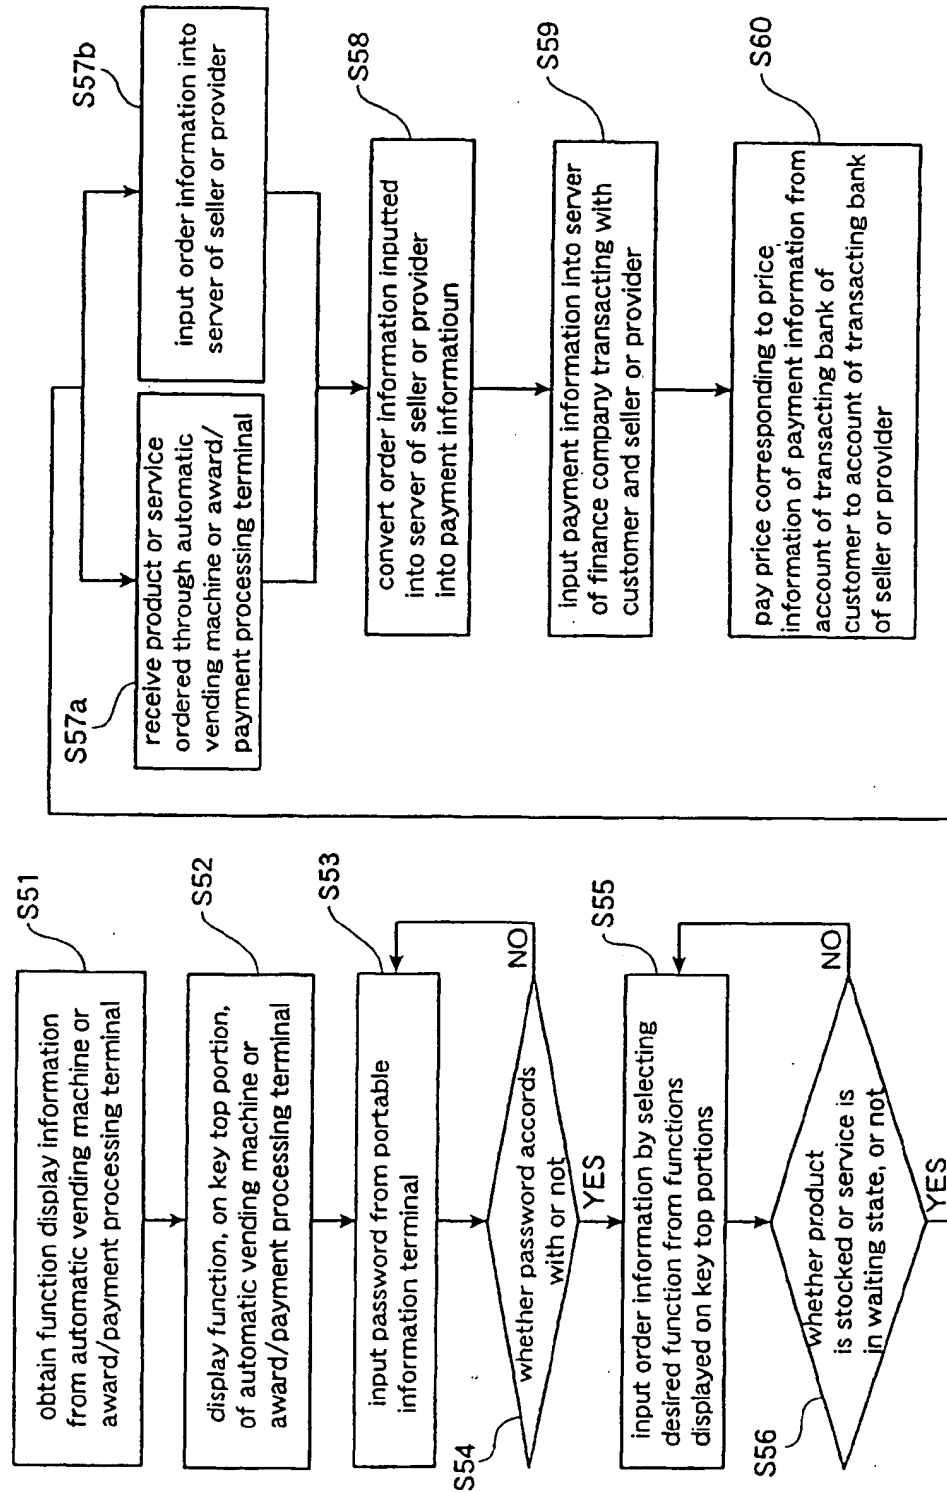 S51
obtain function display information
from automatic vending machine or
award/payment processing terminal
S52
display function, on key top portion,
of automatic vending machine or
award/payment processing terminal
S53
input password from portable
information terminal
S54
whether password accords
with or not
NO
YES
S55
input order information by selecting
desired function from functions
displayed on key top portions
S56
whether product
is stocked or service is
in waiting state, or not
NO
YES
S57a
receive product or service
ordered through automatic
vending machine or award/
payment processing terminal
S57b
input order information into
server of seller or provider
S58
convert order information inputted
into server of seller or provider
into payment informatioun
S59
input payment information into server
of finance company transacting with
customer and seller or provider
S60
pay price corresponding to price
information of payment information from
account of transacting bank of
customer to account of transacting bank
of seller or provider